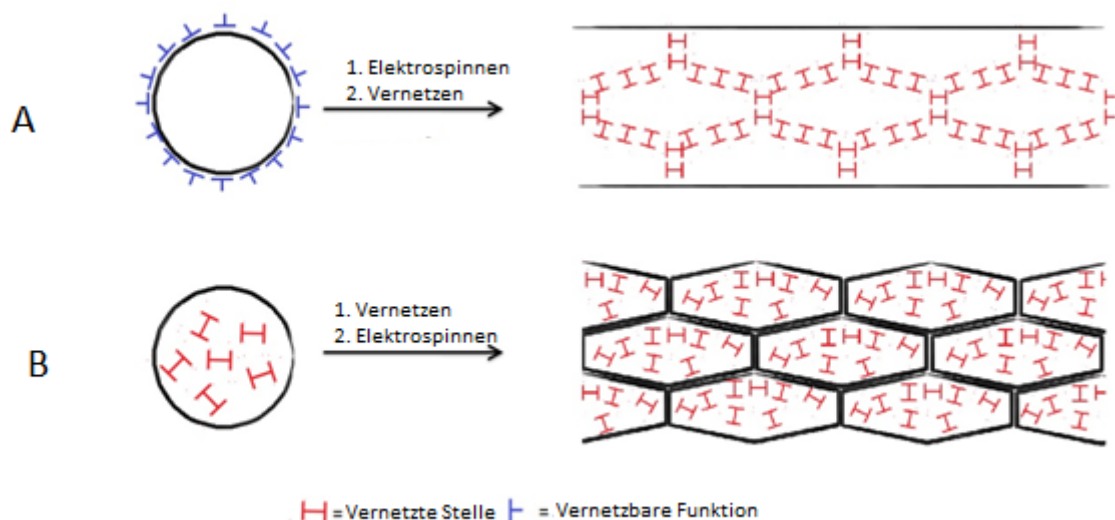 A
1. Elektrospinnen
2. Vernetzen
B
1. Vernetzen
2. Elektrospinnen
=Vernetzte Stelle = Vernetzbare Funktion